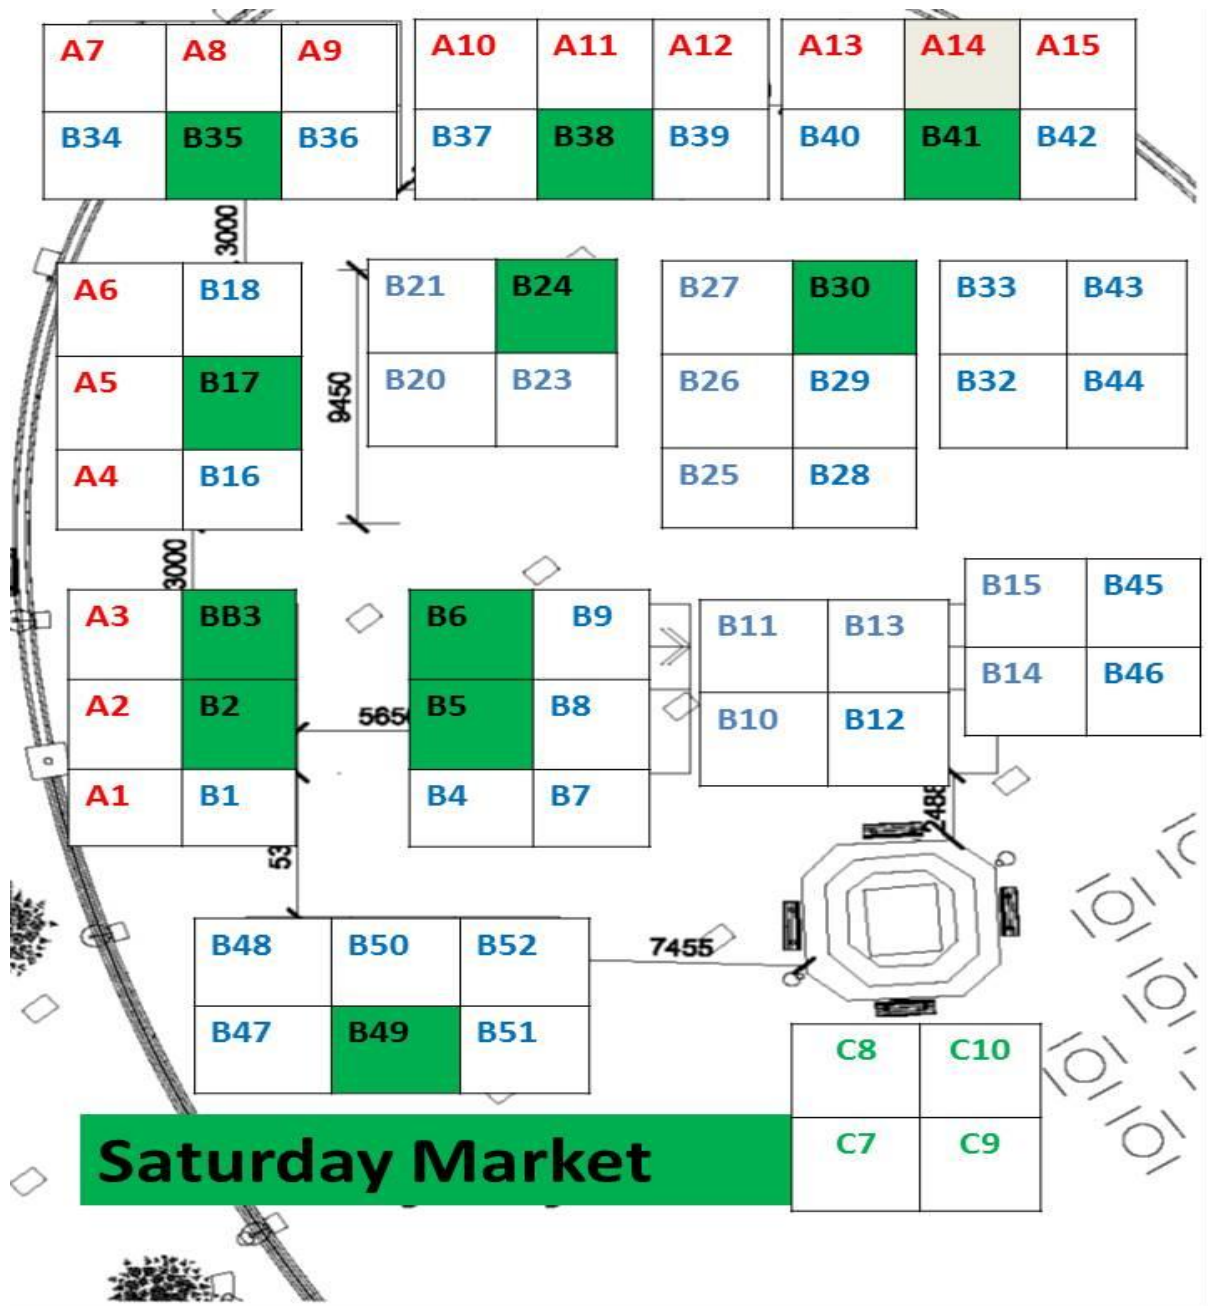 A7 A8 A9 A10 A11 A12 A13 A14 A15
B34 B35 B36 B37 B38 B39 B40 B41 B42
3000
A6 B18 B21 B24 B27 B30 B33 B43
A5 B17 9450 B20 B23 B26 B29 B32 B44
A4 B16 B25 B28
3000
B15 B45
A3 BB3 B6 B9 B11 B13
B14 B46
A2 B2 565 B5 B8 B10 B12
A1 B1 B4 B7
2488
53
B48 B50 B52 7455
B47 B49 B51
C8 C10
Saturday Market C7 C9